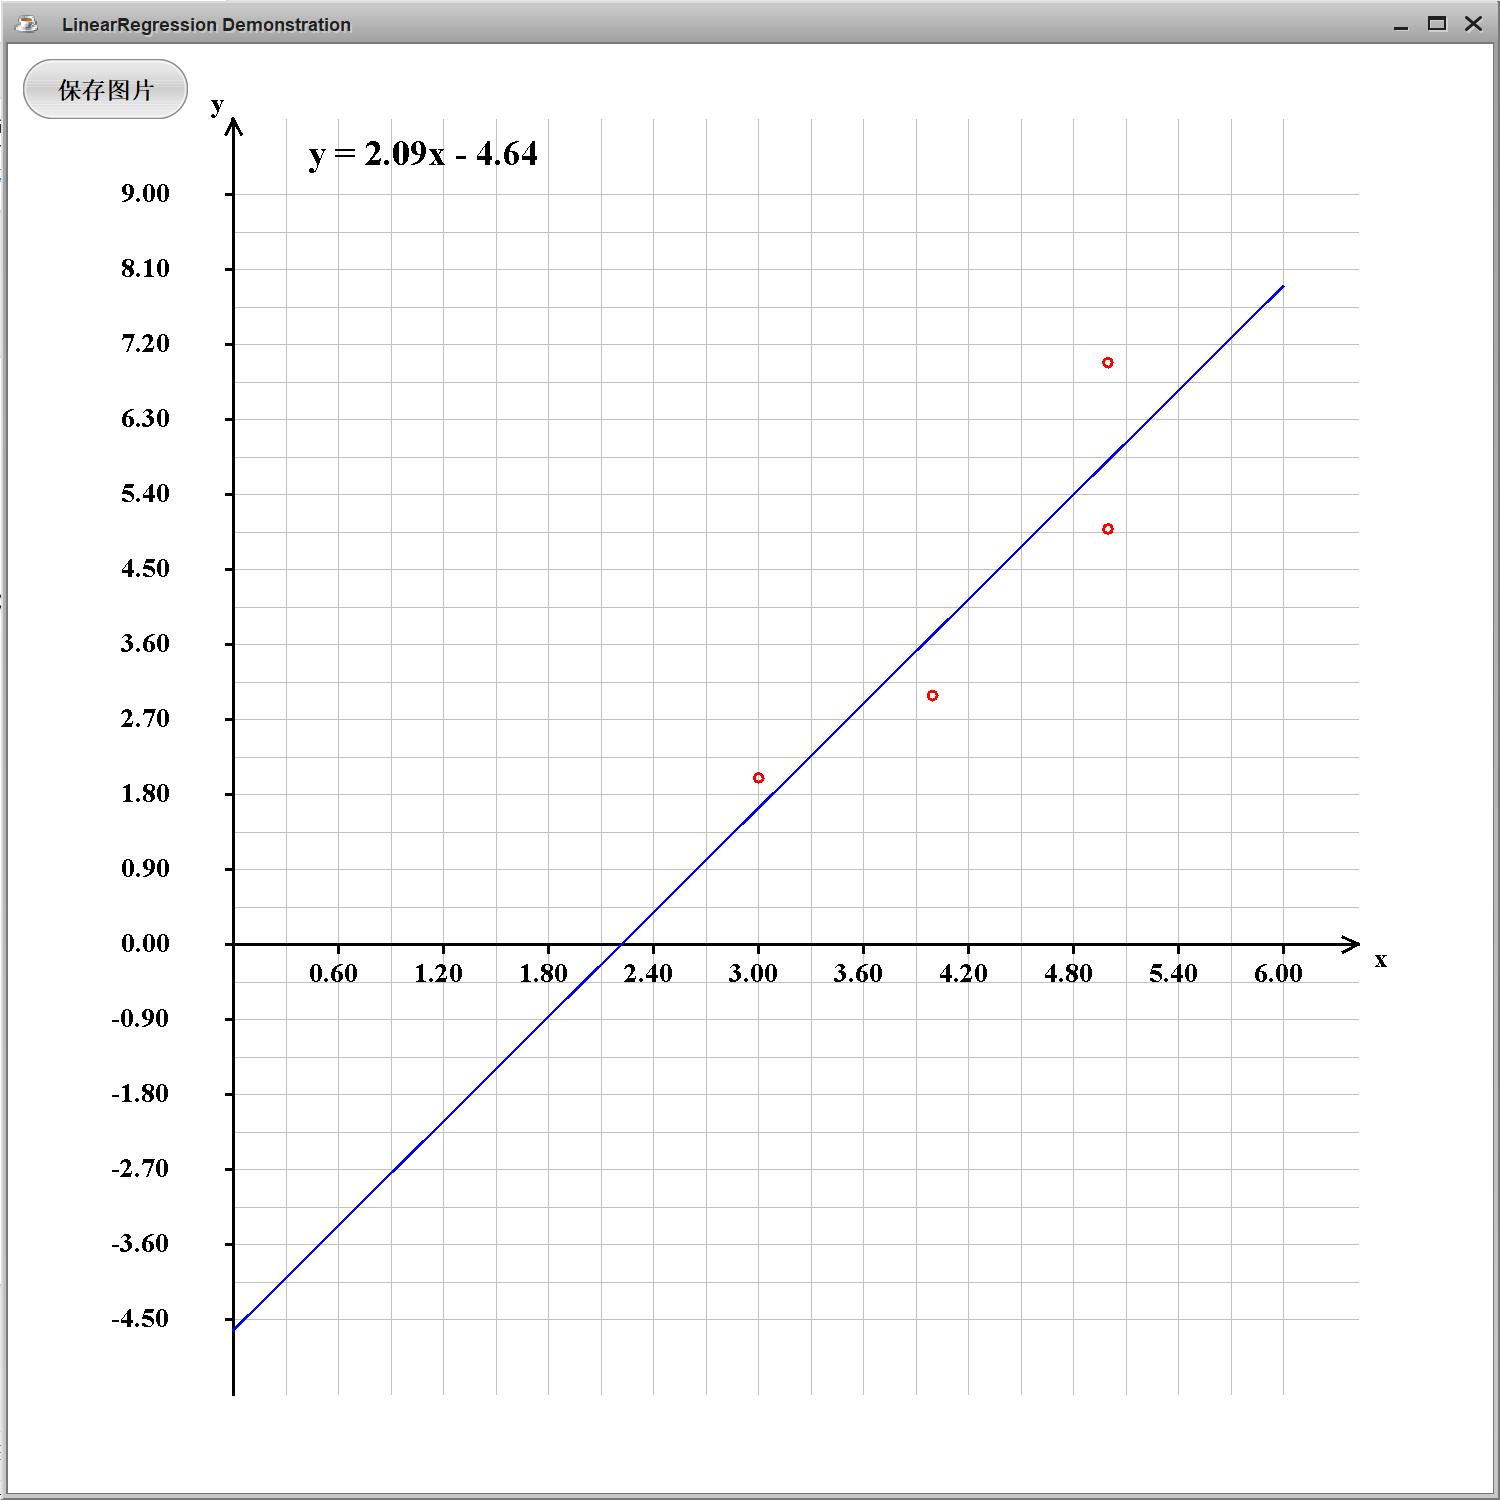 LinearRegression Demonstration
保存图片
y
y = 2.09x - 4.64
9.00
8.10
7.20
6.30
5.40
4.50
3.60
2.70
1.80
0.90
0.00
x
0.60 1.20 1.80 2.40 3.00 3.60 4.20 4.80 5.40 6.00
-0.90
-1.80
-2.70
-3.60
-4.50